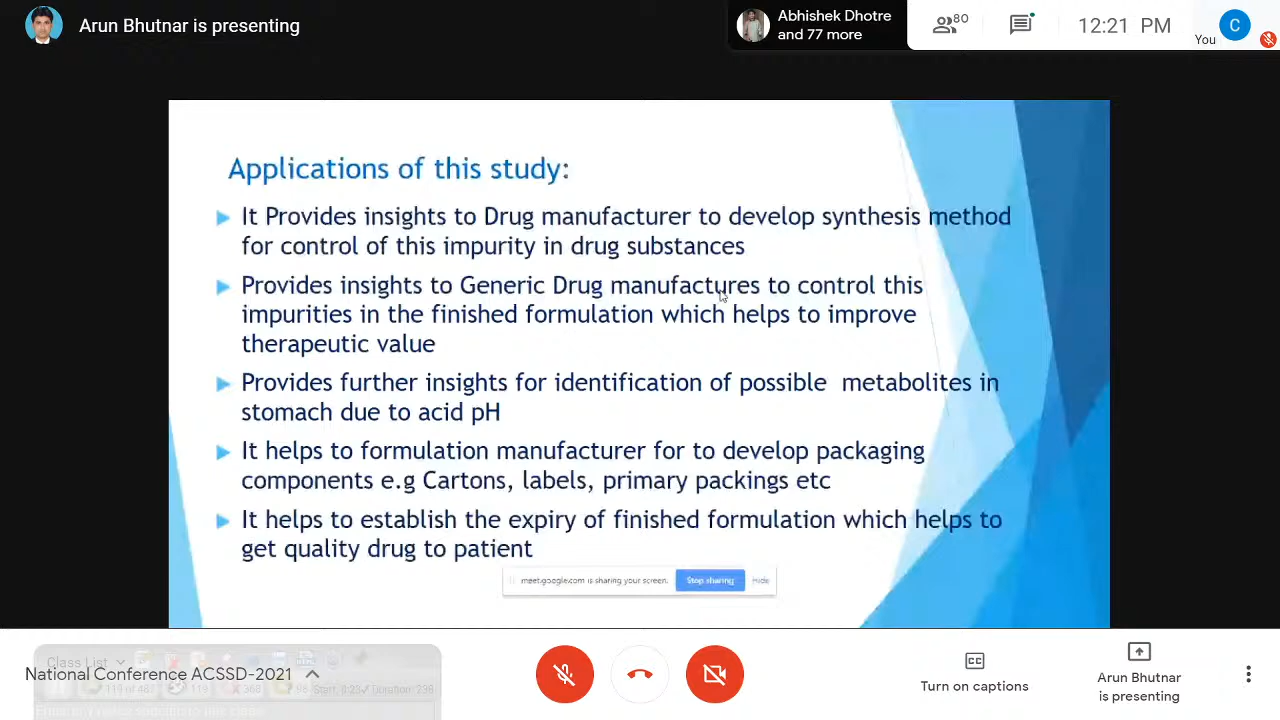 Arun Bhutnar is presenting
Abhishek Dhotre
and 77 more
80
12:21 PM
You
C
Applications of this study:
It Provides insights to Drug manufacturer to develop synthesis method
for control of this impurity in drug substances
Provides insights to Generic Drug manufactures to control this
impurities in the finished formulation which helps to improve
therapeutic value
Provides further insights for identification of possible metabolites in
stomach due to acid pH
It helps to formulation manufacturer for to develop packaging
components e.g Cartons, labels, primary packings etc
It helps to establish the expiry of finished formulation which helps to
get quality drug to patient
meet.google.com is sharing your screen.
Stop sharing
Hide
Class List
National Conference ACSSD-2021
119
368
98
Duration: 238
CC
Turn on captions
Arun Bhutnar
is presenting